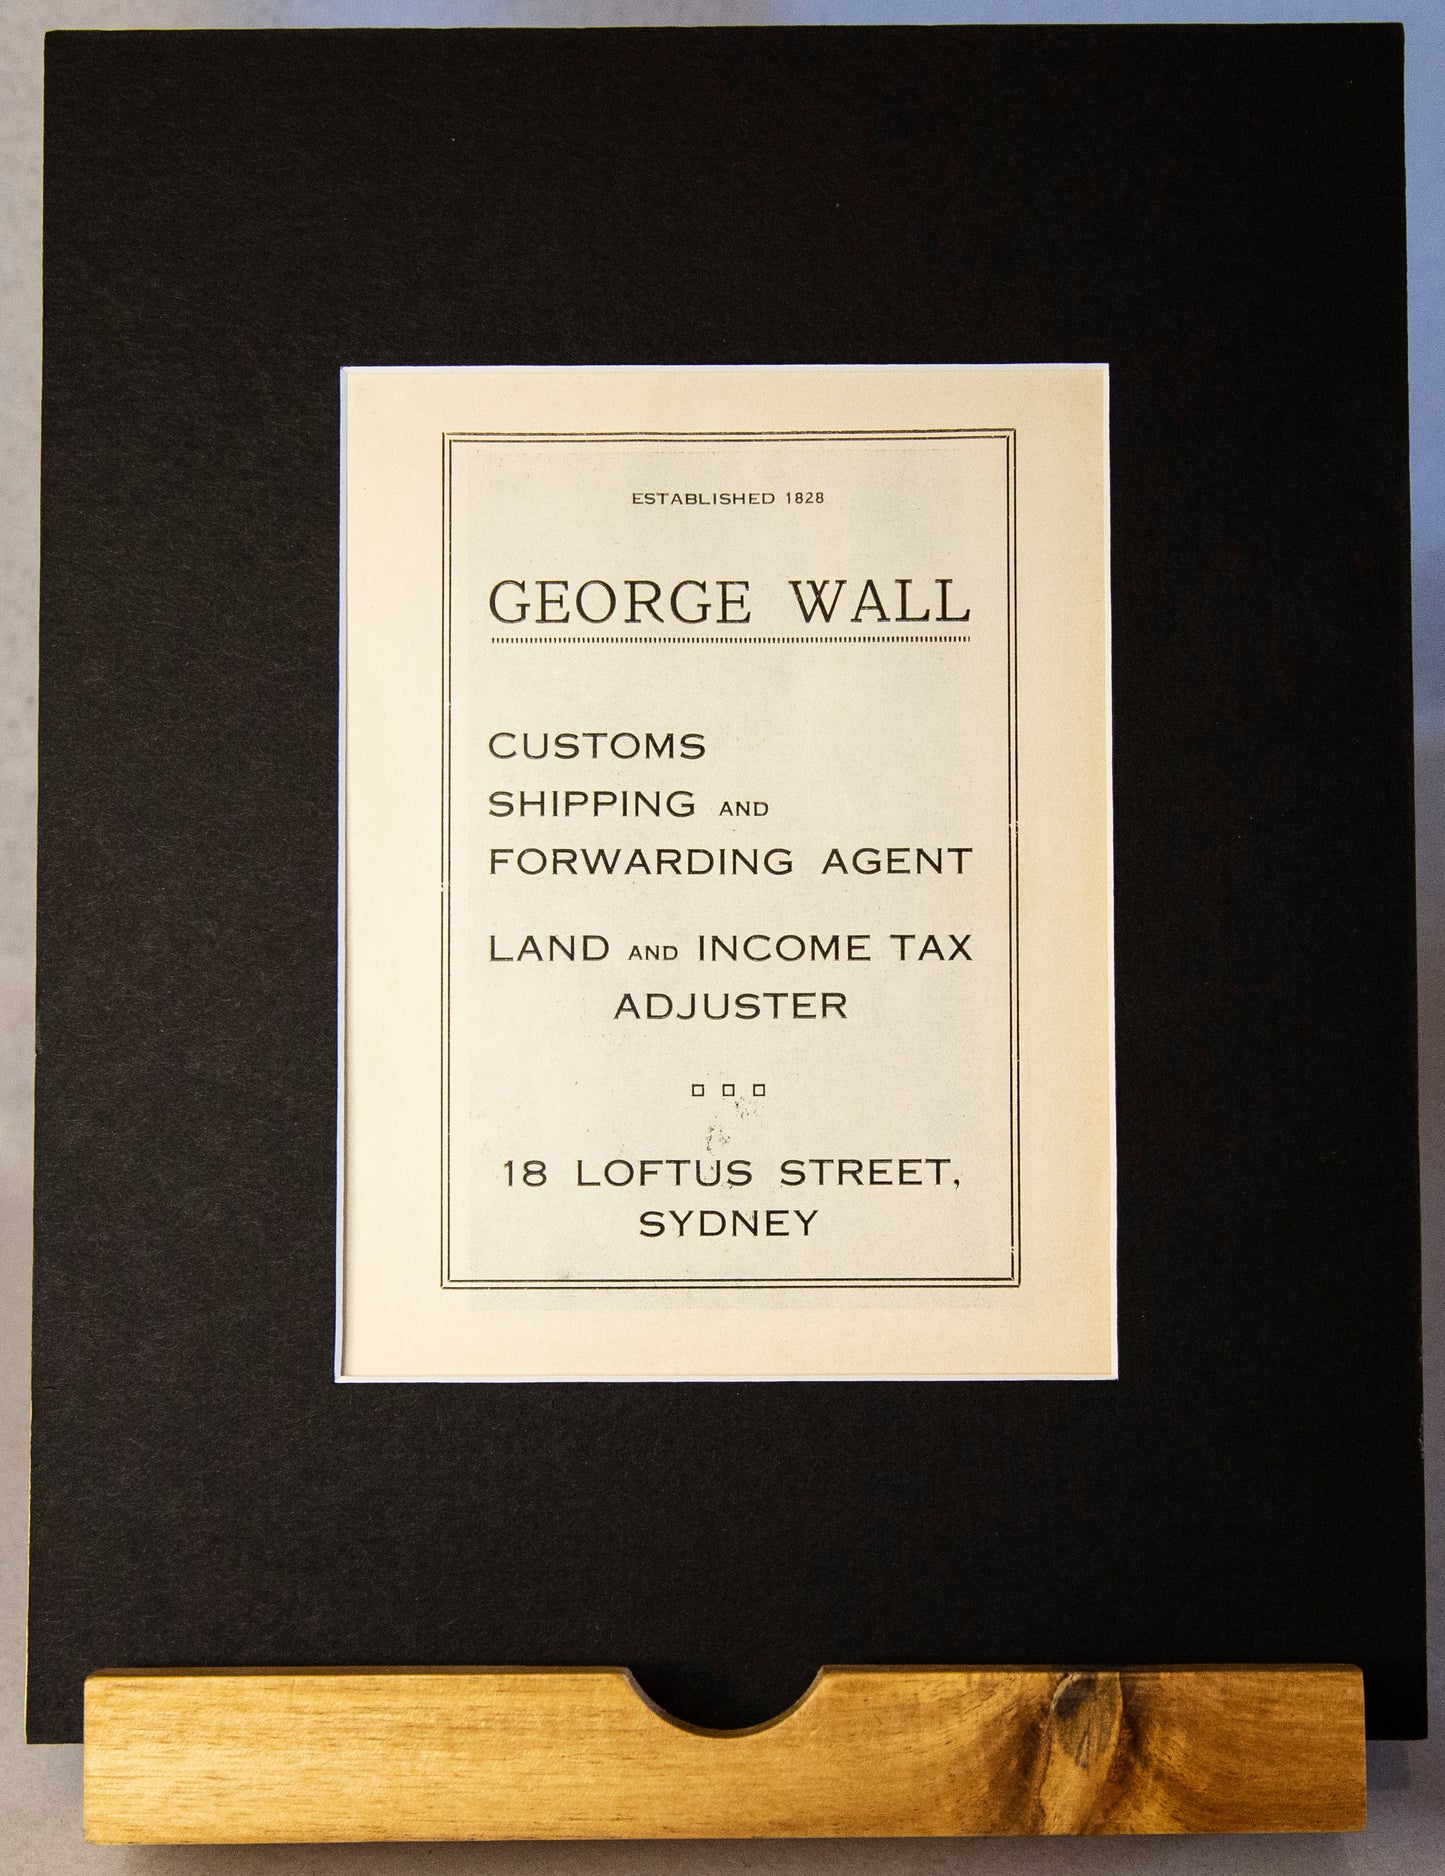 ESTABLISHED 1828
GEORGE WALL
CUSTOMS
SHIPPING AND
FORWARDING AGENT
LAND AND INCOME TAX
ADJUSTER
18 LOFTUS STREET,
SYDNEY